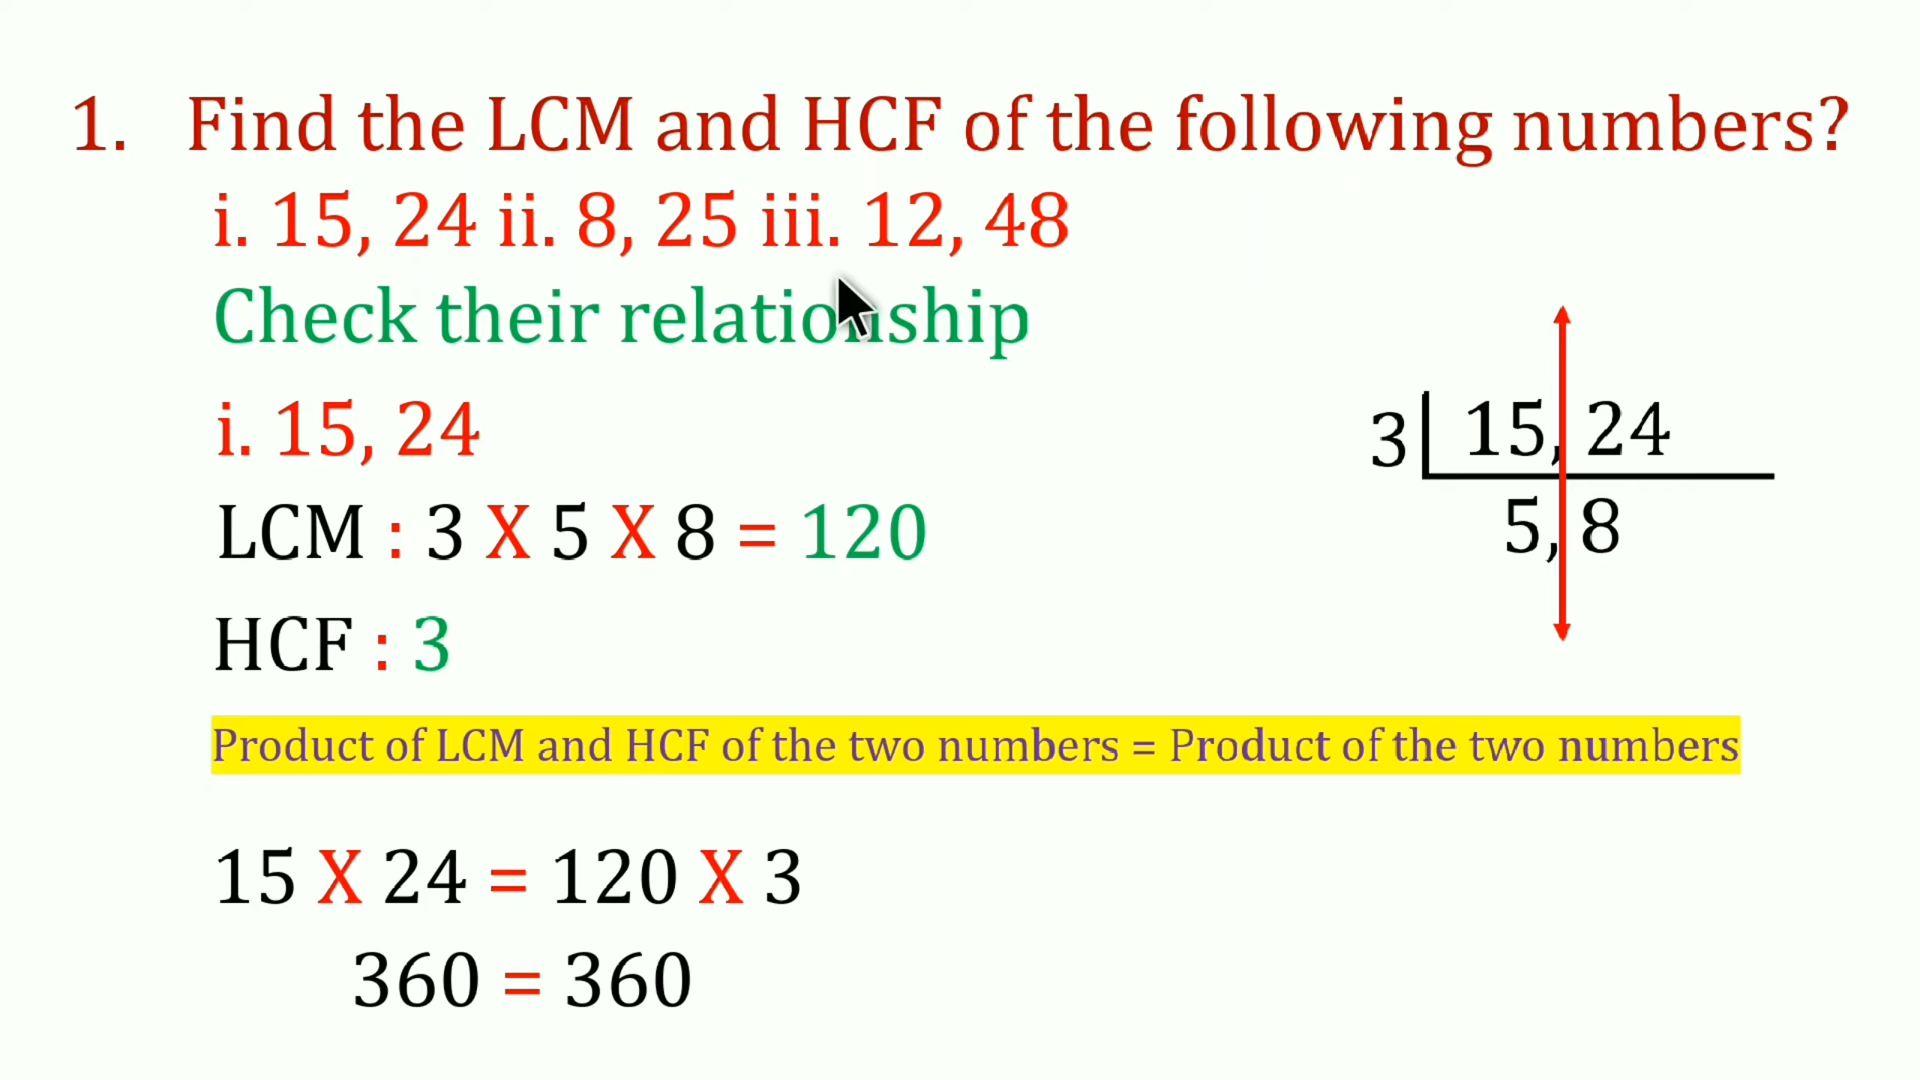 1. Find the LCM and HCF of the following numbers?
i. 15, 24 ii. 8, 25 iii. 12, 48
Check their relationship
i. 15, 24
LCM : 3 X 5 X 8 = 120
HCF : 3
3 15, 24
5, 8
Product of LCM and HCF of the two numbers = Product of the two numbers
15 X 24 = 120 X 3
360 = 360